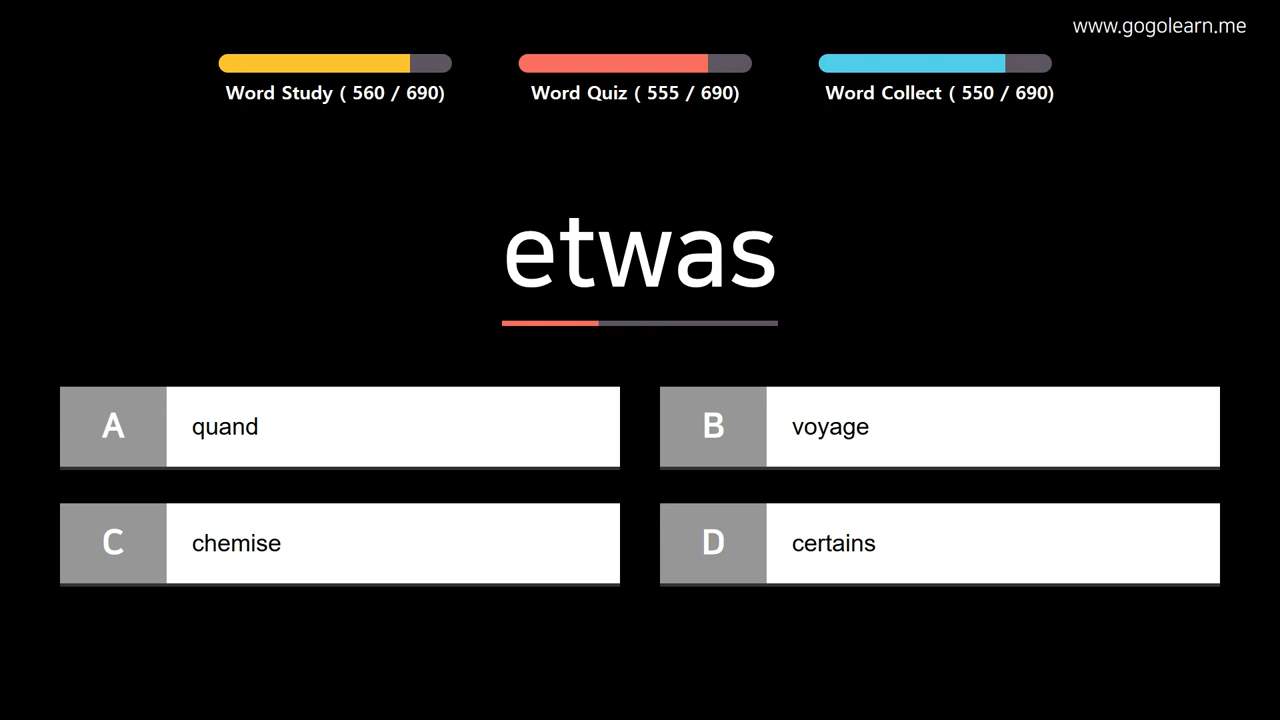 www.gogolearn.me
Word Study ( 560 / 690)
Word Quiz ( 555 / 690)
Word Collect ( 550 / 690)
etwas
A quand
B voyage
C chemise
D certains